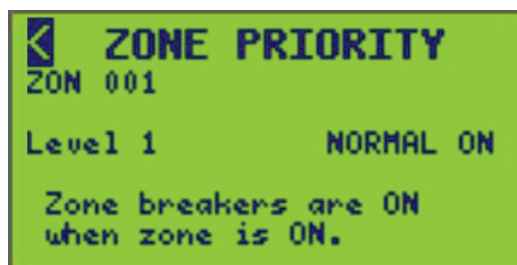 < ZONE PRIORITY
ZON 001
Level 1 NORMAL ON
Zone breakers are ON
when zone is ON.